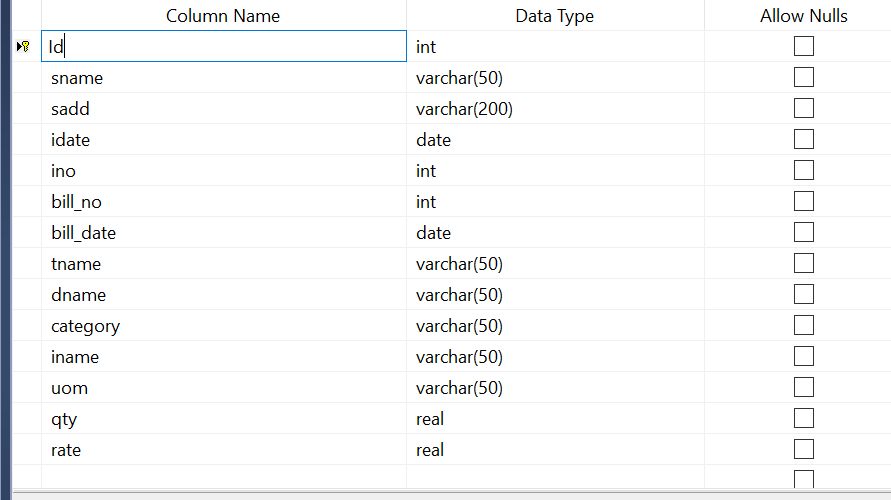 Column Name Data Type Allow Nulls
Id int
sname varchar(50)
sadd varchar(200)
idate date
ino int
bill_no int
bill_date date
tname varchar(50)
dname varchar(50)
category varchar(50)
iname varchar(50)
uom varchar(50)
qty real
rate real